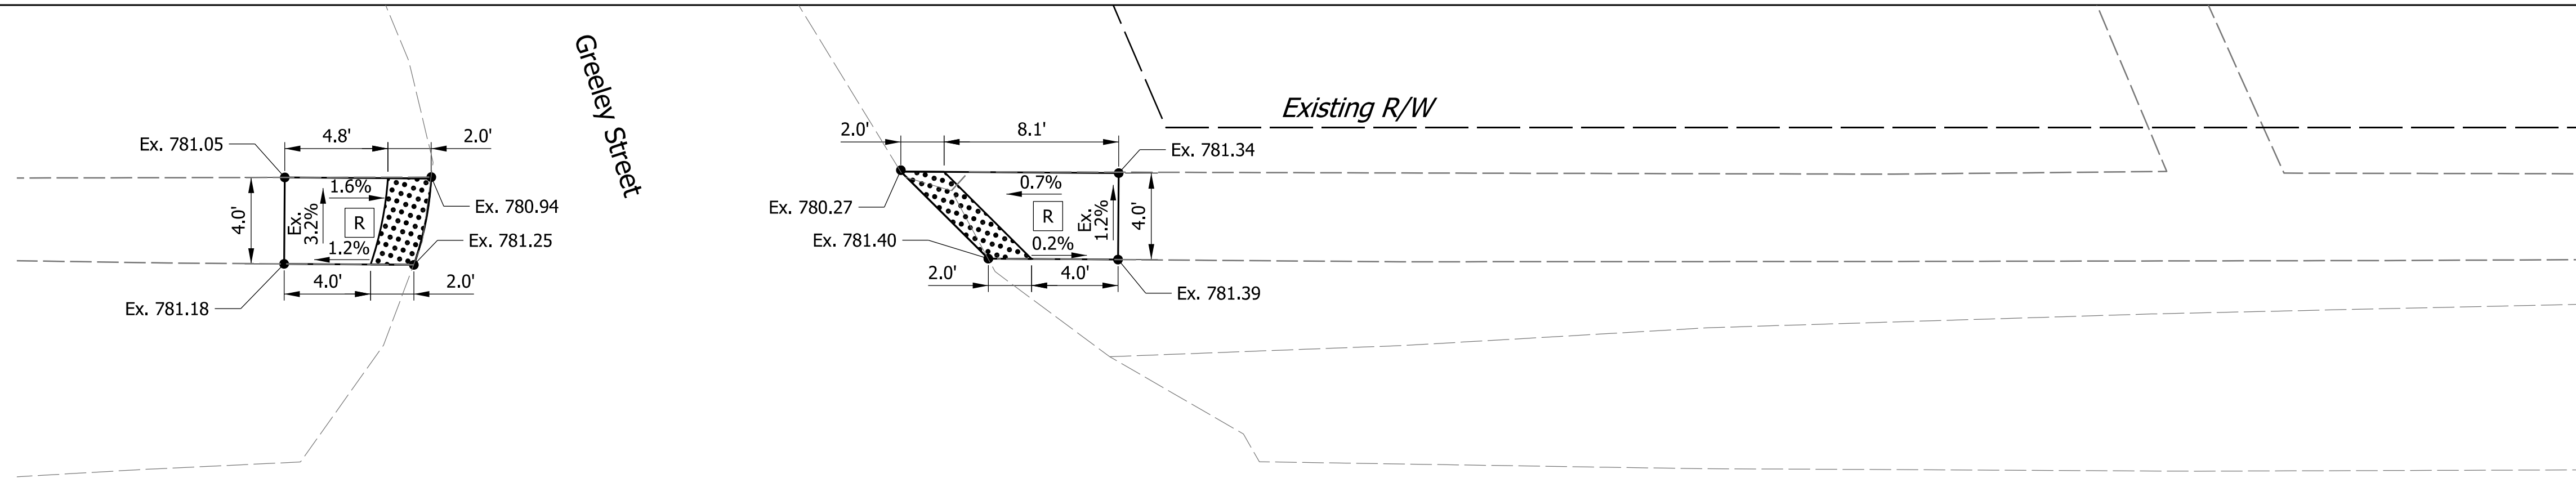 Greeley Street
Existing R/W
Ex. 781.05
4.8'
2.0'
1.6%
4.0'
Ex.
3.2%
R
1.2%
Ex. 780.94
Ex. 781.25
4.0'
2.0'
Ex. 781.18
2.0'
8.1'
Ex. 781.34
0.7%
Ex. 780.27
R
Ex.
1.2%
4.0'
Ex. 781.40
0.2%
2.0'
4.0'
Ex. 781.39